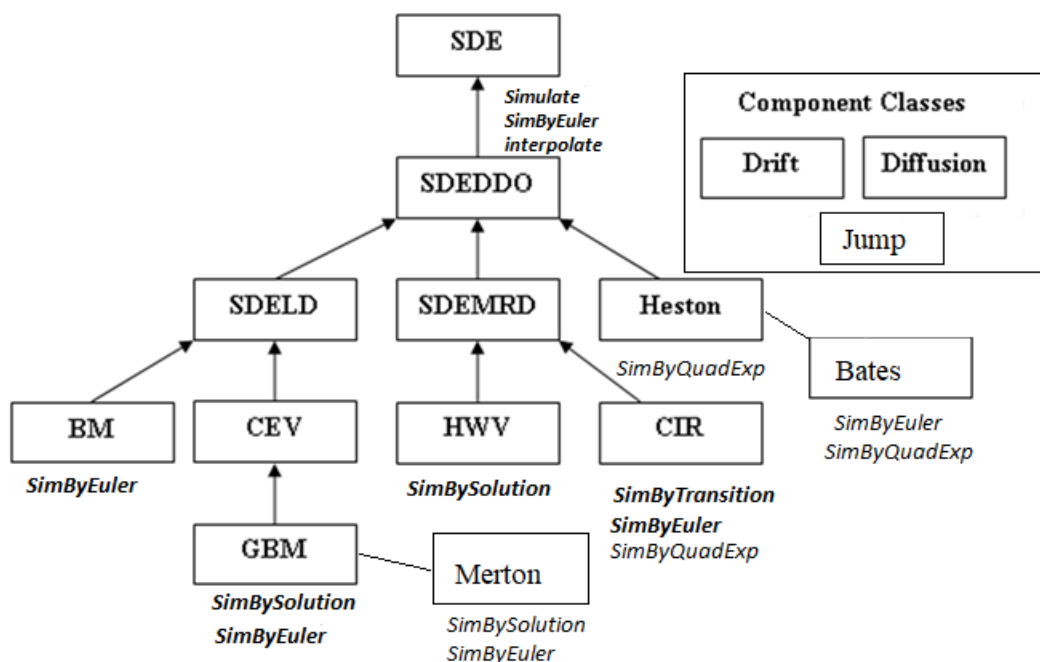 SDE
Simulate
SimByEuler
interpolate
Component Classes
Drift
Diffusion
Jump
SDEDDO
SDELD
SDEMRD
Heston
SimByQuadExp
Bates
SimByEuler
SimByQuadExp
BM
SimByEuler
CEV
HWV
SimBySolution
CIR
SimByTransition
SimByEuler
SimByQuadExp
GBM
SimBySolution
SimByEuler
Merton
SimBySolution
SimByEuler